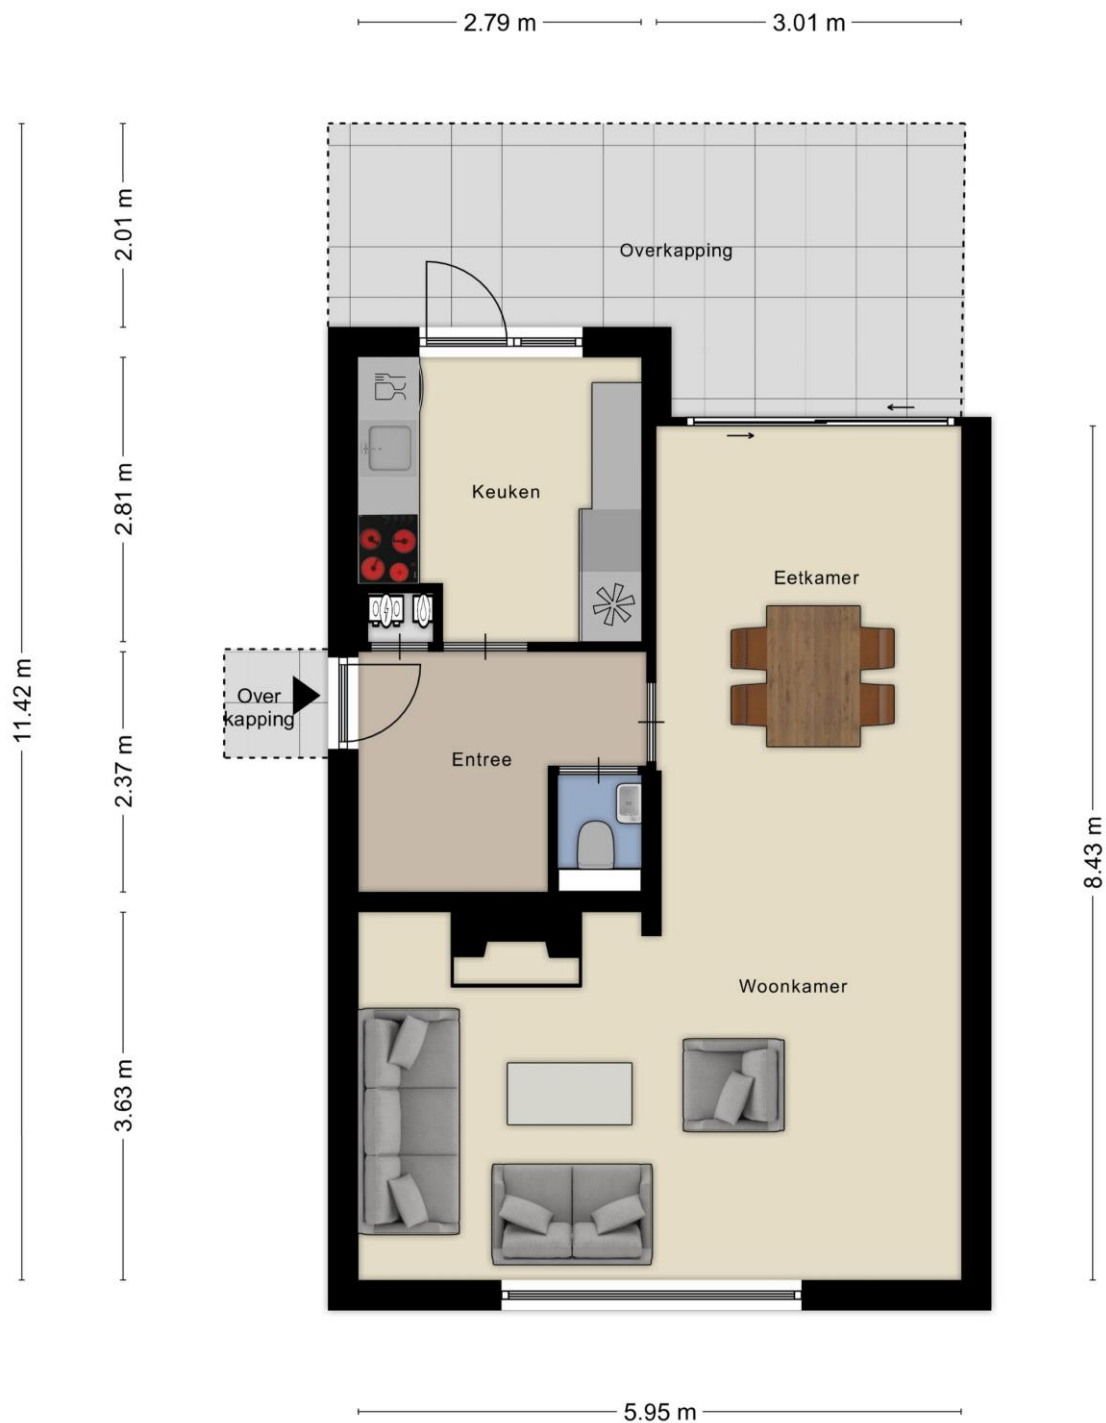 2.79 m
3.01 m
2.01 m
Overkapping
2.81 m
Keuken
Eetkamer
11.42 m
Over
kapping
2.37 m
Entree
8.43 m
Woonkamer
3.63 m
5.95 m